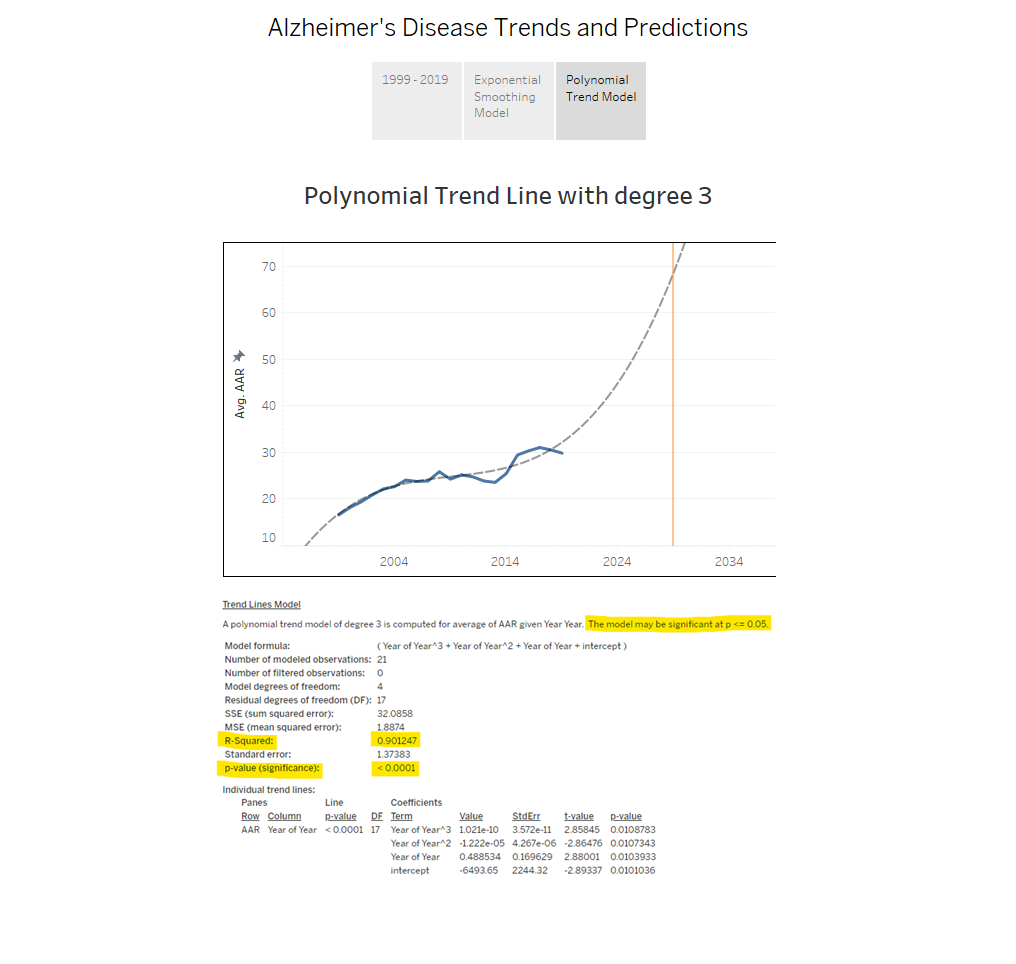 Alzheimer's Disease Trends and Predictions
1999 - 2019
Exponential
Smoothing
Model
Polynomial
Trend Model
Polynomial Trend Line with degree 3
70
60
50
40
30
20
10
Avg. AAR
2004 2014 2024 2034
Trend Lines Model
A polynomial trend model of degree 3 is computed for average of AAR given Year Year. The model may be significant at p <= 0.05.
Model formula: ( Year of Year^3 + Year of Year^2 + Year of Year + intercept )
Number of modeled observations: 21
Number of filtered observations: 0
Model degrees of freedom: 4
Residual degrees of freedom (DF): 17
SSE (sum squared error): 32.0858
MSE (mean squared error): 1.8874
R-Squared: 0.901247
Standard error: 1.37383
p-value (significance): < 0.0001
Individual trend lines:
Panes Line Coefficients
Row Column p-value DF Term Value StdErr t-value p-value
AAR Year of Year < 0.0001 17 Year of Year^3 1.021e-10 3.572e-11 2.85845 0.0108783
Year of Year^2 -1.222e-05 4.267e-06 -2.86476 0.0107343
Year of Year 0.488534 0.169629 2.88001 0.0103933
intercept -6493.65 2244.32 -2.89337 0.0101036